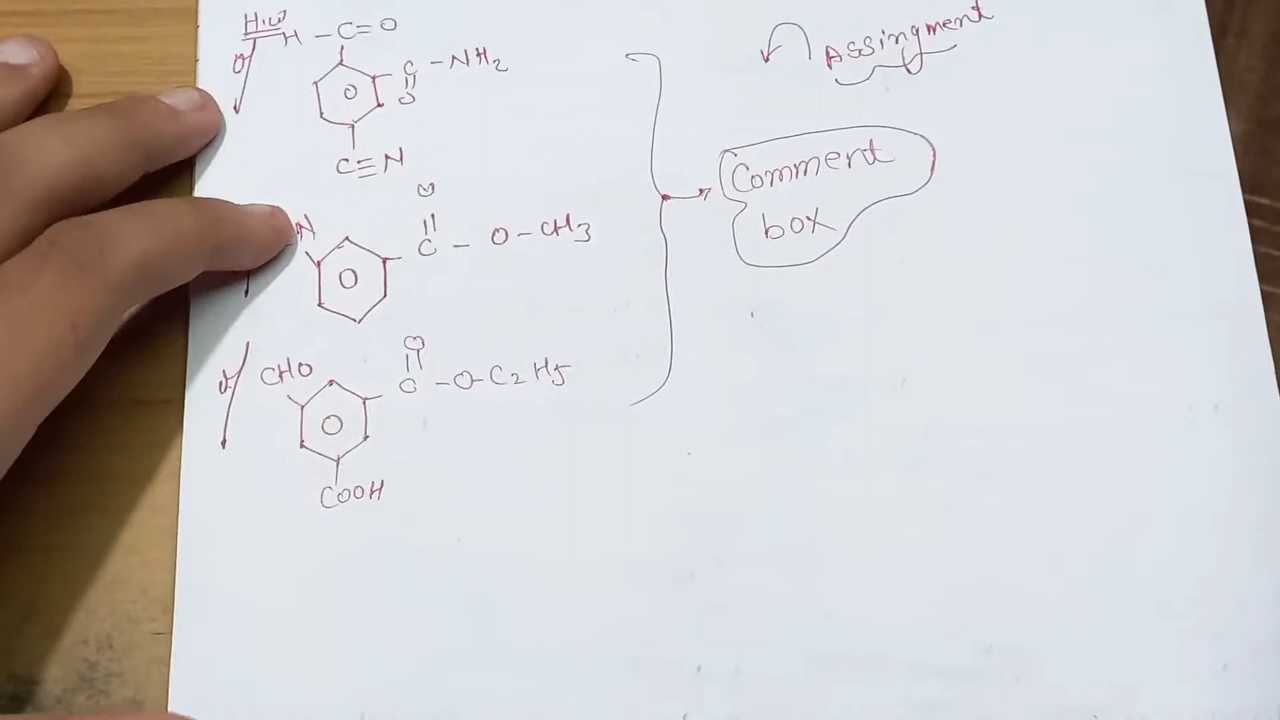 H.W
H - C = O
C - NH2
O
O
C≡N
Assingment
Comment
box
O
N
C - O - CH3
O
O
CHO
C - O - C2H5
O
COOH